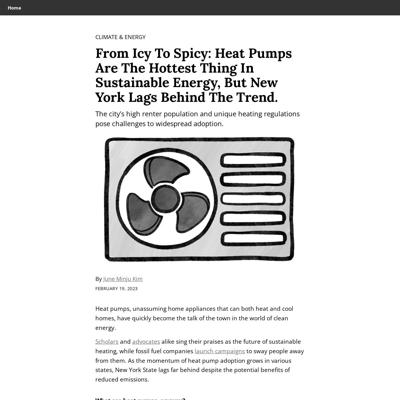 Home
CLIMATE & ENERGY
From Icy To Spicy: Heat Pumps
Are The Hottest Thing In
Sustainable Energy, But New
York Lags Behind The Trend.
The city's high renter population and unique heating regulations
pose challenges to widespread adoption.
By June Minju Kim
FEBRUARY 19, 2023
Heat pumps, unassuming home appliances that can both heat and cool
homes, have quickly become the talk of the town in the world of clean
energy.
Scholars and advocates alike sing their praises as the future of sustainable
heating, while fossil fuel companies launch campaigns to sway people away
from them. As the momentum of heat pump adoption grows in various
states, New York State lags far behind despite the potential benefits of
reduced emissions.